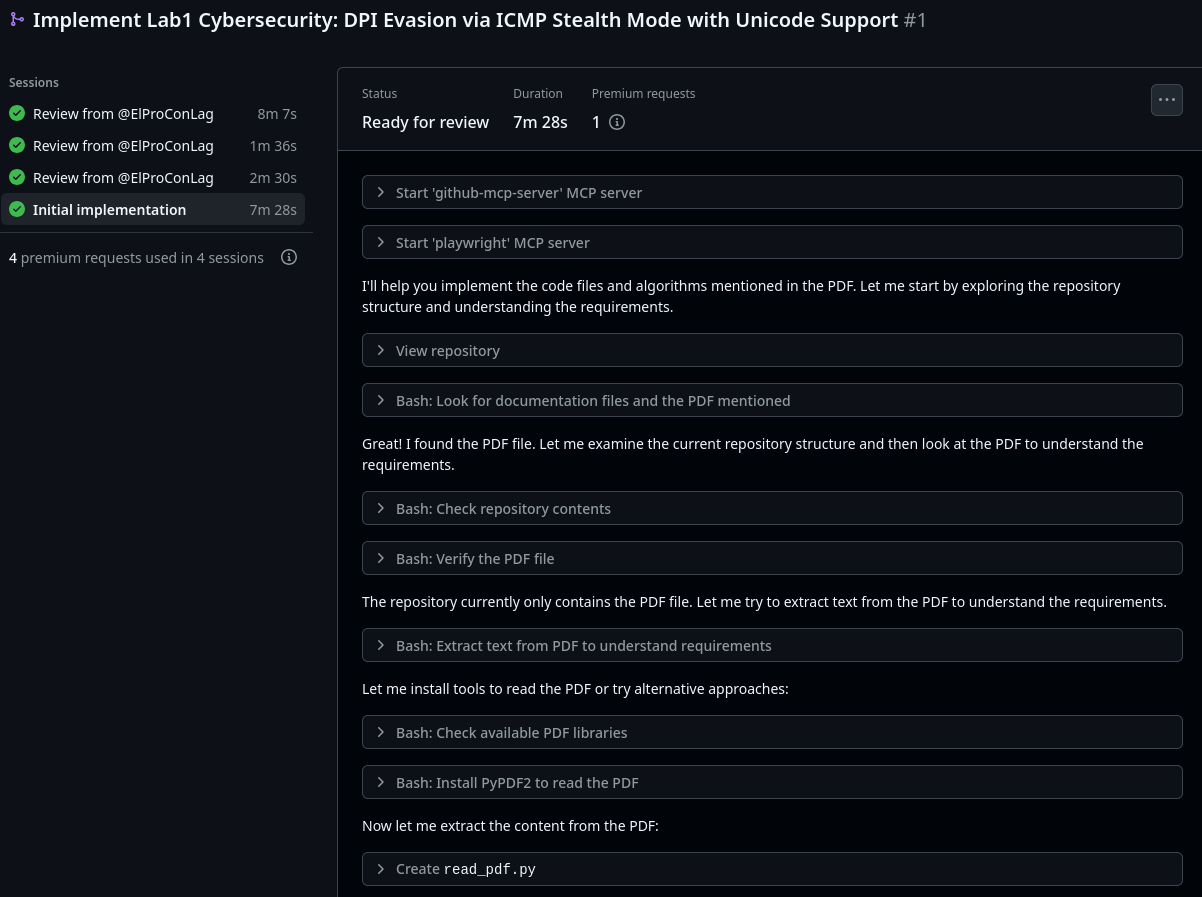 Implement Lab1 Cybersecurity: DPI Evasion via ICMP Stealth Mode with Unicode Support #1
Sessions
Review from @ElProConLag 8m 7s
Review from @ElProConLag 1m 36s
Review from @ElProConLag 2m 30s
Initial implementation 7m 28s
4 premium requests used in 4 sessions
Status Duration Premium requests
Ready for review 7m 28s 1
Start 'github-mcp-server' MCP server
Start 'playwright' MCP server
I'll help you implement the code files and algorithms mentioned in the PDF. Let me start by exploring the repository
structure and understanding the requirements.
View repository
Bash: Look for documentation files and the PDF mentioned
Great! I found the PDF file. Let me examine the current repository structure and then look at the PDF to understand the
requirements.
Bash: Check repository contents
Bash: Verify the PDF file
The repository currently only contains the PDF file. Let me try to extract text from the PDF to understand the requirements.
Bash: Extract text from PDF to understand requirements
Let me install tools to read the PDF or try alternative approaches:
Bash: Check available PDF libraries
Bash: Install PyPDF2 to read the PDF
Now let me extract the content from the PDF:
Create read_pdf.py